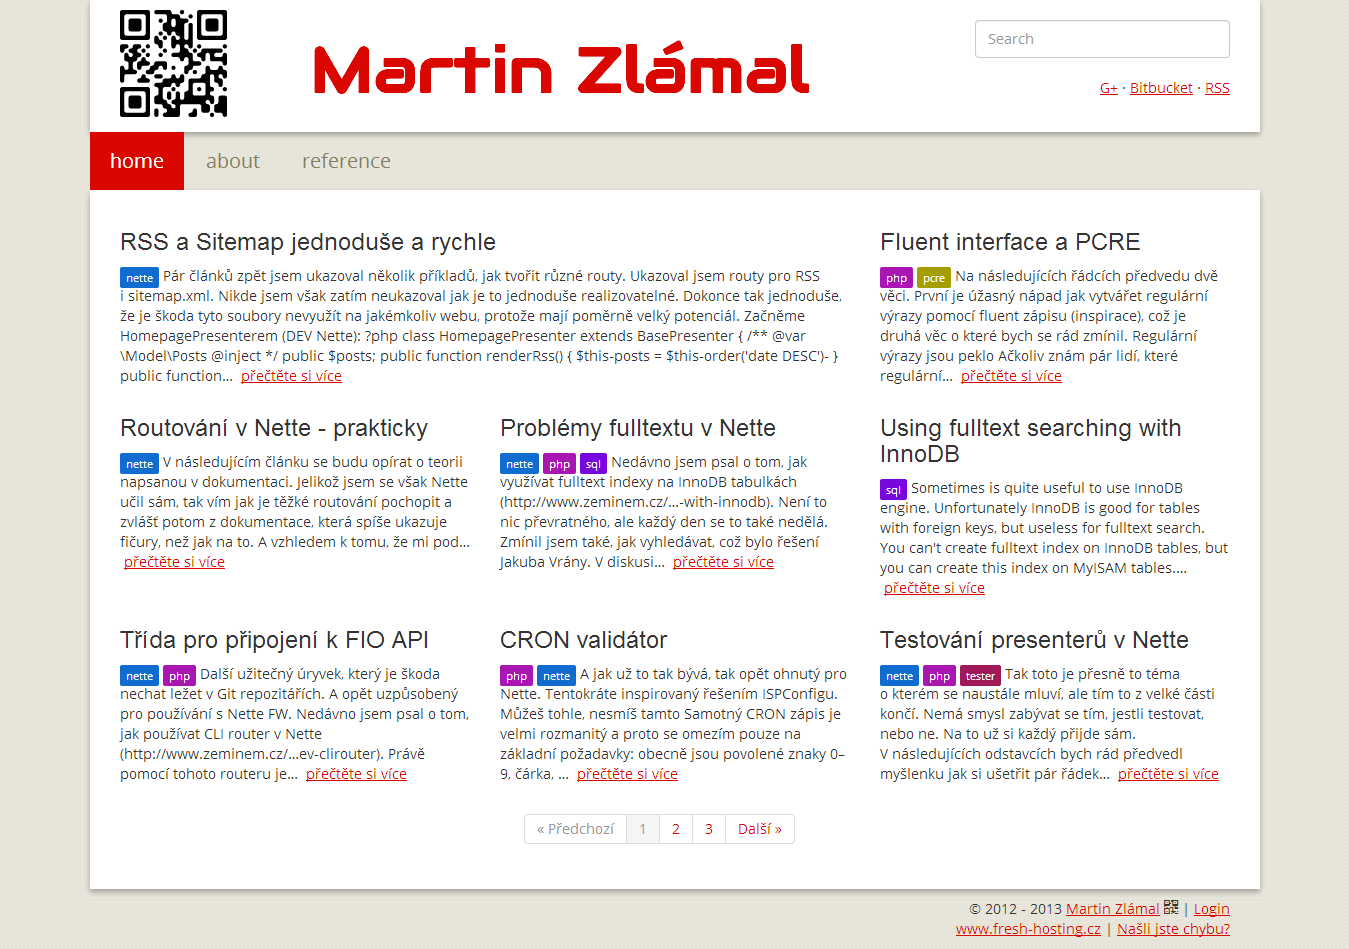 Martin Zlámal
Search
G+ · Bitbucket · RSS
home about reference
RSS a Sitemap jednoduše a rychle
nette Pár článků zpět jsem ukazoval několik příkladů, jak tvořit různé routy. Ukazoval jsem routy pro RSS
i sitemap.xml. Nikde jsem však zatím neukazoval jak je to jednoduše realizovatelné. Dokonce tak jednoduše,
že je škoda tyto soubory nevyužít na jakémkoliv webu, protože mají poměrně velký potenciál. Začněme
HomepagePresenterem (DEV Nette): ?php class HomepagePresenter extends BasePresenter { /** @var
\Model\Posts @inject */ public $posts; public function renderRss() { $this-posts = $this-order('date DESC')- }
public function... přečtěte si více
Fluent interface a PCRE
php pcre Na následujících řádcích předvedu dvě
věci. První je úžasný nápad jak vytvářet regulární
výrazy pomocí fluent zápisu (inspirace), což je
druhá věc o které bych se rád zmínil. Regulární
výrazy jsou peklo Ačkoliv znám pár lidí, které
regulární... přečtěte si více
Routování v Nette - prakticky
nette V následujícím článku se budu opírat o teorii
napsanou v dokumentaci. Jelikož jsem se však Nette
učil sám, tak vím jak je těžké routování pochopit a
zvlášť potom z dokumentace, která spíše ukazuje
fičury, než jak na to. A vzhledem k tomu, že mi pod...
přečtěte si více
Problémy fulltextu v Nette
nette php sql Nedávno jsem psal o tom, jak
využívat fulltext indexy na InnoDB tabulkách
(http://www.zeminem.cz/...-with-innodb). Není to
nic převratného, ale každý den se to také nedělá.
Zmínil jsem také, jak vyhledávat, což bylo řešení
Jakuba Vrány. V diskusi... přečtěte si více
Using fulltext searching with
InnoDB
sql Sometimes is quite useful to use InnoDB
engine. Unfortunately InnoDB is good for tables
with foreign keys, but useless for fulltext search.
You can't create fulltext index on InnoDB tables, but
you can create this index on MyISAM tables....
přečtěte si více
Třída pro připojení k FIO API
nette php Další užitečný úryvek, který je škoda
nechat ležet v Git repozitářích. A opět uzpůsobený
pro používání s Nette FW. Nedávno jsem psal o tom,
jak používat CLI router v Nette
(http://www.zeminem.cz/...ev-clirouter). Právě
pomocí tohoto routeru je... přečtěte si více
CRON validátor
php nette A jak už to tak bývá, tak opět ohnutý pro
Nette. Tentokráte inspirovaný řešením ISPConfigu.
Můžeš tohle, nesmíš tamto Samotný CRON zápis je
velmi rozmanitý a proto se omezím pouze na
základní požadavky: obecně jsou povolené znaky 0–
9, čárka, ... přečtěte si více
Testování presenterů v Nette
nette php tester Tak toto je přesně to téma
o kterém se naustále mluví, ale tím to z velké části
končí. Nemá smysl zabývat se tím, jestli testovat,
nebo ne. Na to už si každý přijde sám.
V následujících odstavcích bych rád předvedl
myšlenku jak si ušetřit pár řádek... přečtěte si více
« Předchozí 1 2 3 Další »
© 2012 - 2013 Martin Zlámal | Login
www.fresh-hosting.cz | Našli jste chybu?